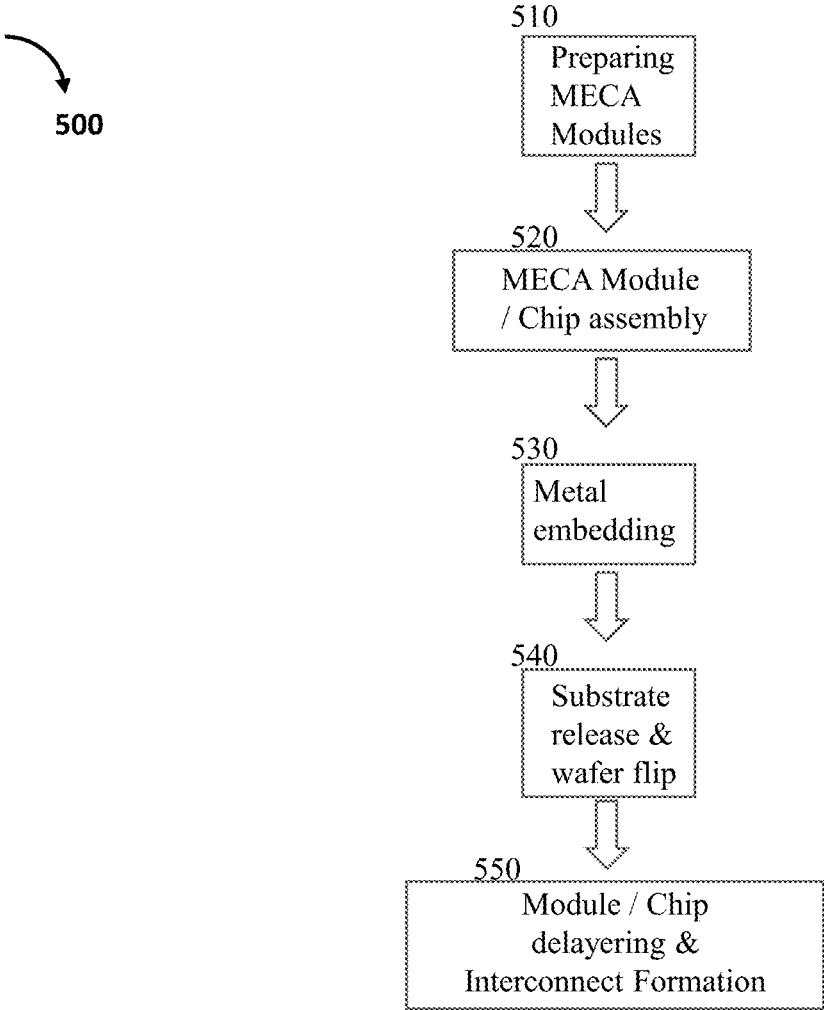 510
Preparing
MECA
Modules
500
520
MECA Module
/ Chip assembly
530
Metal
embedding
540
Substrate
release &
wafer flip
550
Module / Chip
delayering &
Interconnect Formation